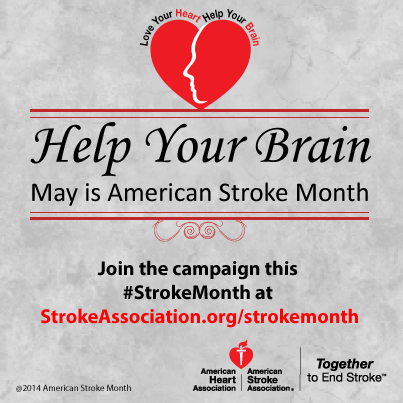 Love Your Heart Help Your Brain
Help Your Brain
May is American Stroke Month
Join the campaign this
#StrokeMonth at
StrokeAssociation.org/strokemonth
American Heart Association
American Stroke Association®
Together
to End Stroke™
@2014 American Stroke Month